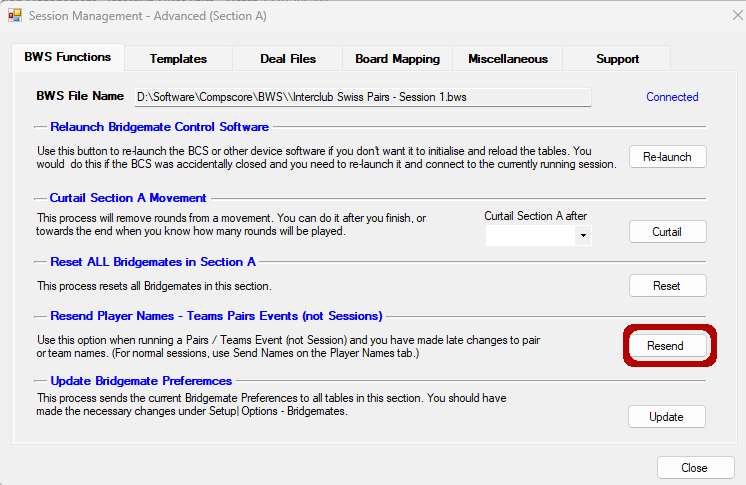 Session Management - Advanced (Section A)
BWS Functions
Templates
Deal Files
Board Mapping
Miscellaneous
Support
BWS File Name
D:\Software\Compscore\BWS\\Interclub Swiss Pairs - Session 1.bws
Connected
Relaunch Bridgemate Control Software
Use this button to re-launch the BCS or other device software if you don't want it to initialise and reload the tables. You
would do this if the BCS was accidentally closed and you need to re-launch it and connect to the currently running session.
Re-launch
Curtail Section A Movement
This process will remove rounds from a movement. You can do it after you finish, or
towards the end when you know how many rounds will be played.
Curtail Section A after
Curtail
Reset ALL Bridgemates in Section A
This process resets all Bridgemates in this section.
Reset
Resend Player Names - Teams Pairs Events (not Sessions)
Use this option when running a Pairs / Teams Event (not Session) and you have made late changes to pair
or team names. (For normal sessions, use Send Names on the Player Names tab.)
Resend
Update Bridgemate Preferemces
This process sends the current Bridgemate Preferences to all tables in this section. You should have
made the necessary changes under Setup| Options - Bridgemates.
Update
Close